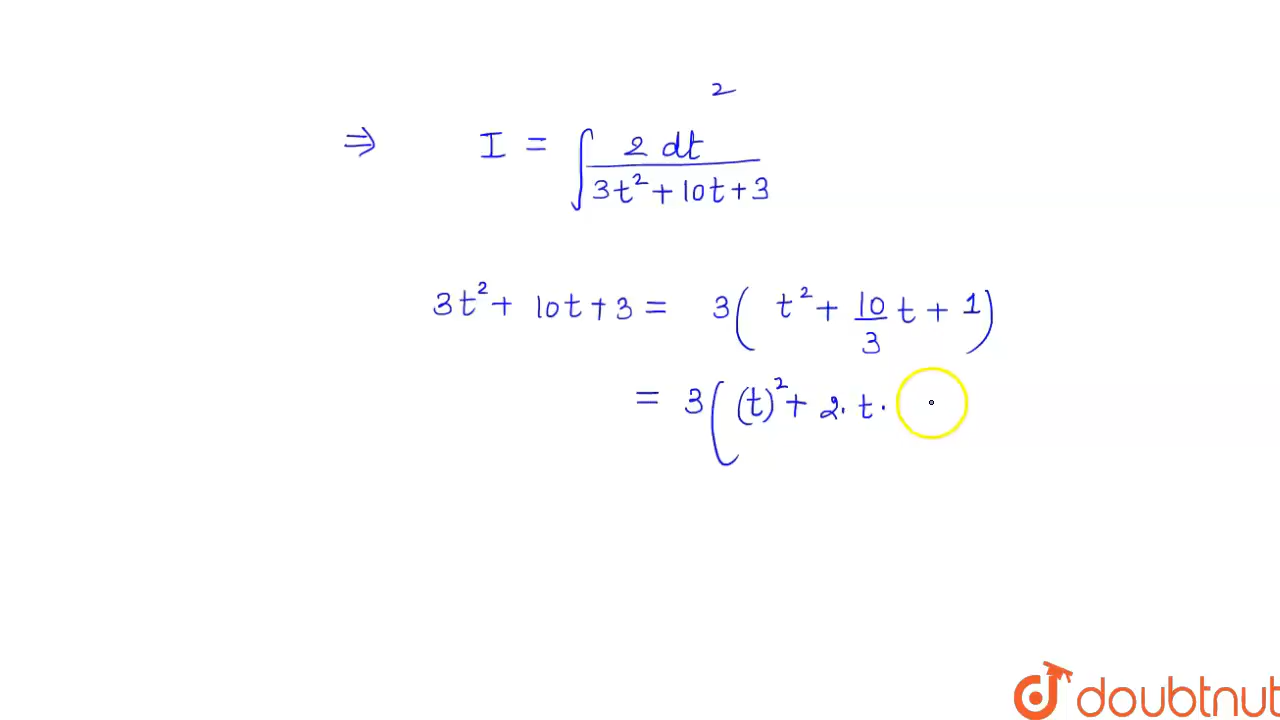 2
⇒ I = ∫ 2 dt / (3t² + 10t + 3)
3t² + 10t + 3 = 3( t² + 10/3 t + 1)
= 3( (t)² + 2. t.
doubtnut